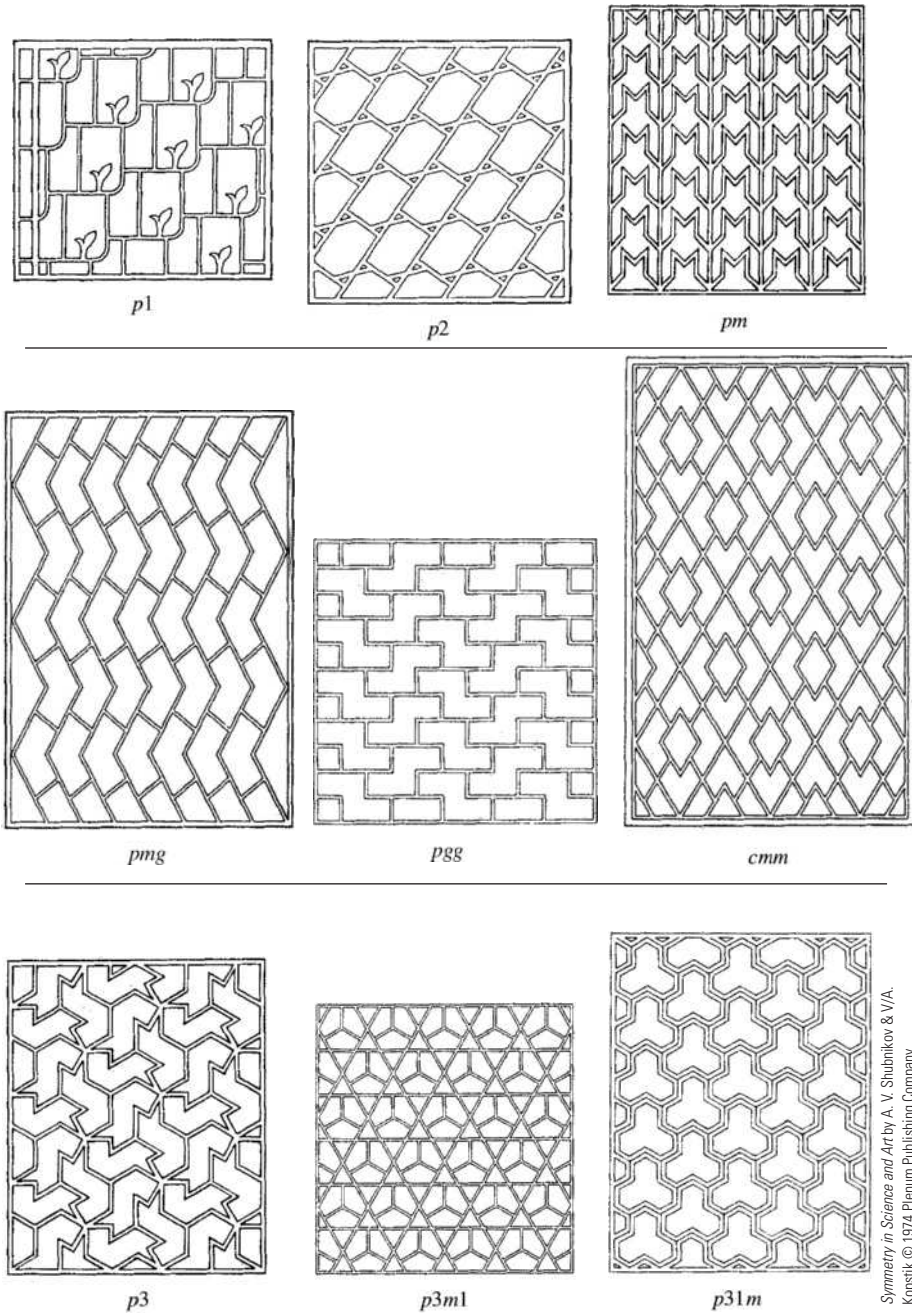 p1
p2
pm
pmg
pgg
cmm
p3
p3m1
p31m
Symmetry in Science and Art by A. V. Shubnikov & V/A.
Kopstik © 1974 Plenum Publishing Company